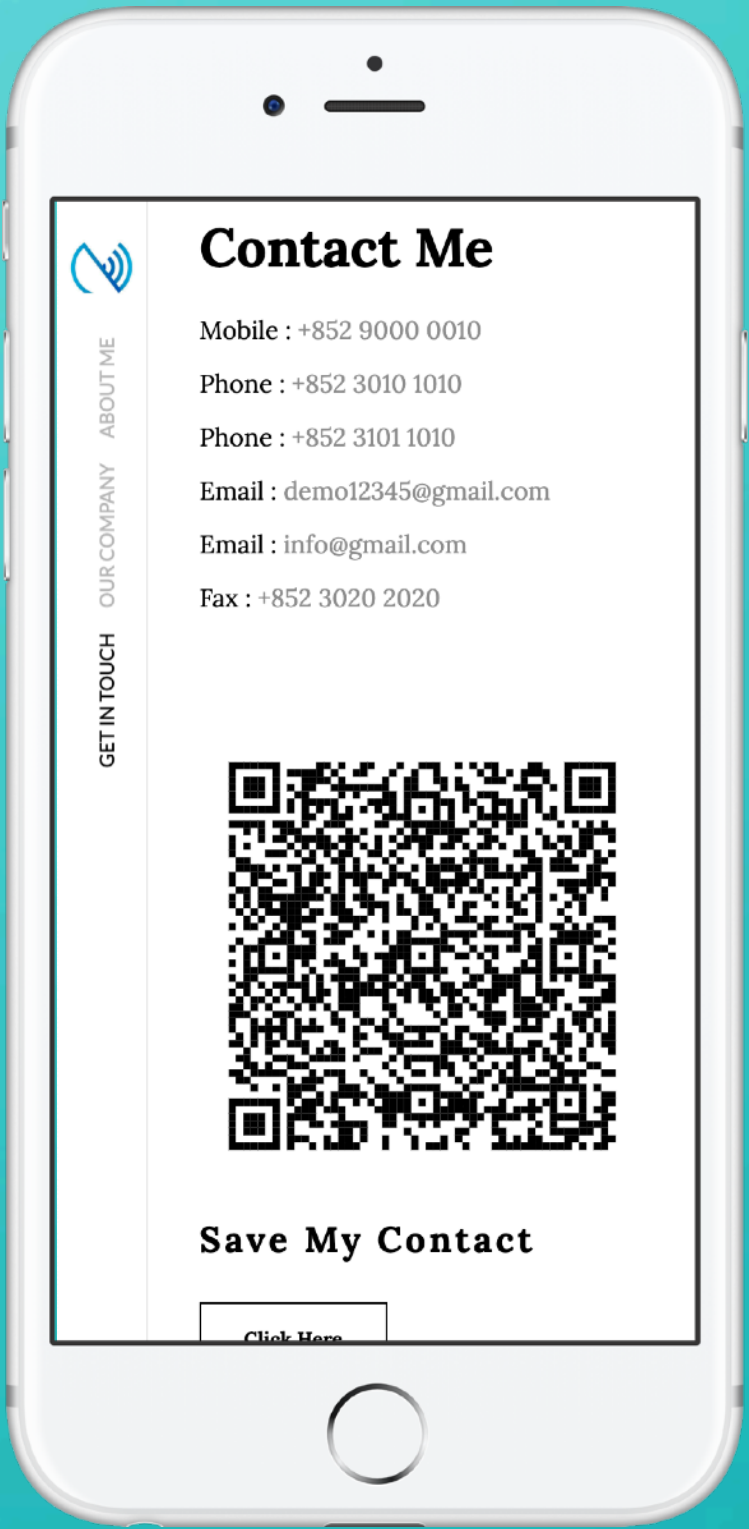 Contact Me
Mobile : +852 9000 0010
Phone : +852 3010 1010
Phone : +852 3101 1010
Email : demo12345@gmail.com
Email : info@gmail.com
Fax : +852 3020 2020
ABOUT ME
OUR COMPANY
GET IN TOUCH
Save My Contact
Click Here